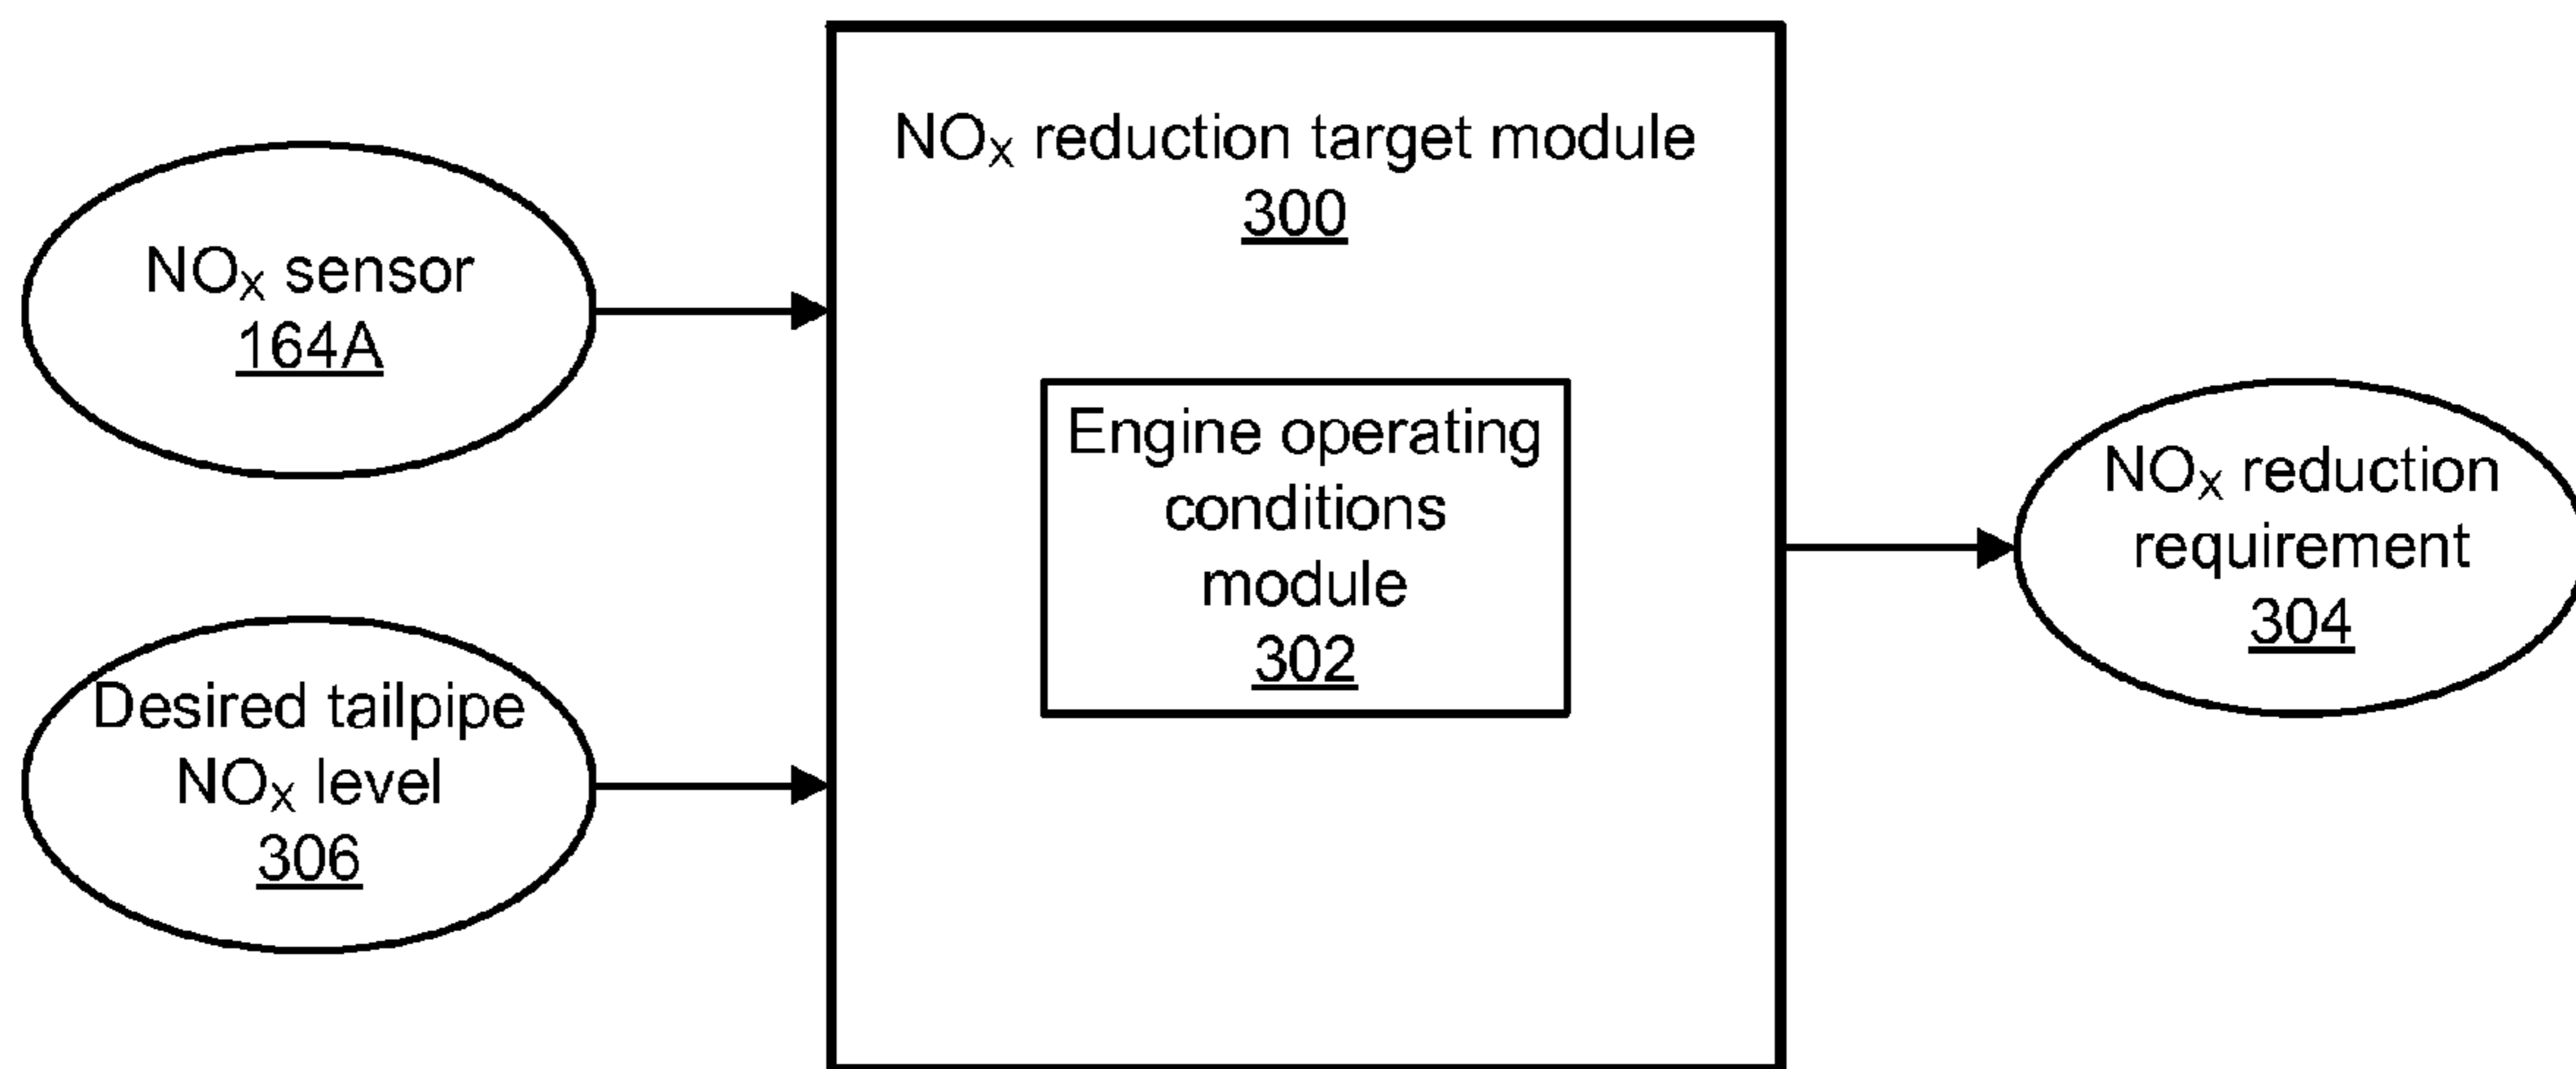 NOx reduction target module
300
NOx sensor
164A
Engine operating
conditions
module
302
NOx reduction
requirement
304
Desired tailpipe
NOx level
306